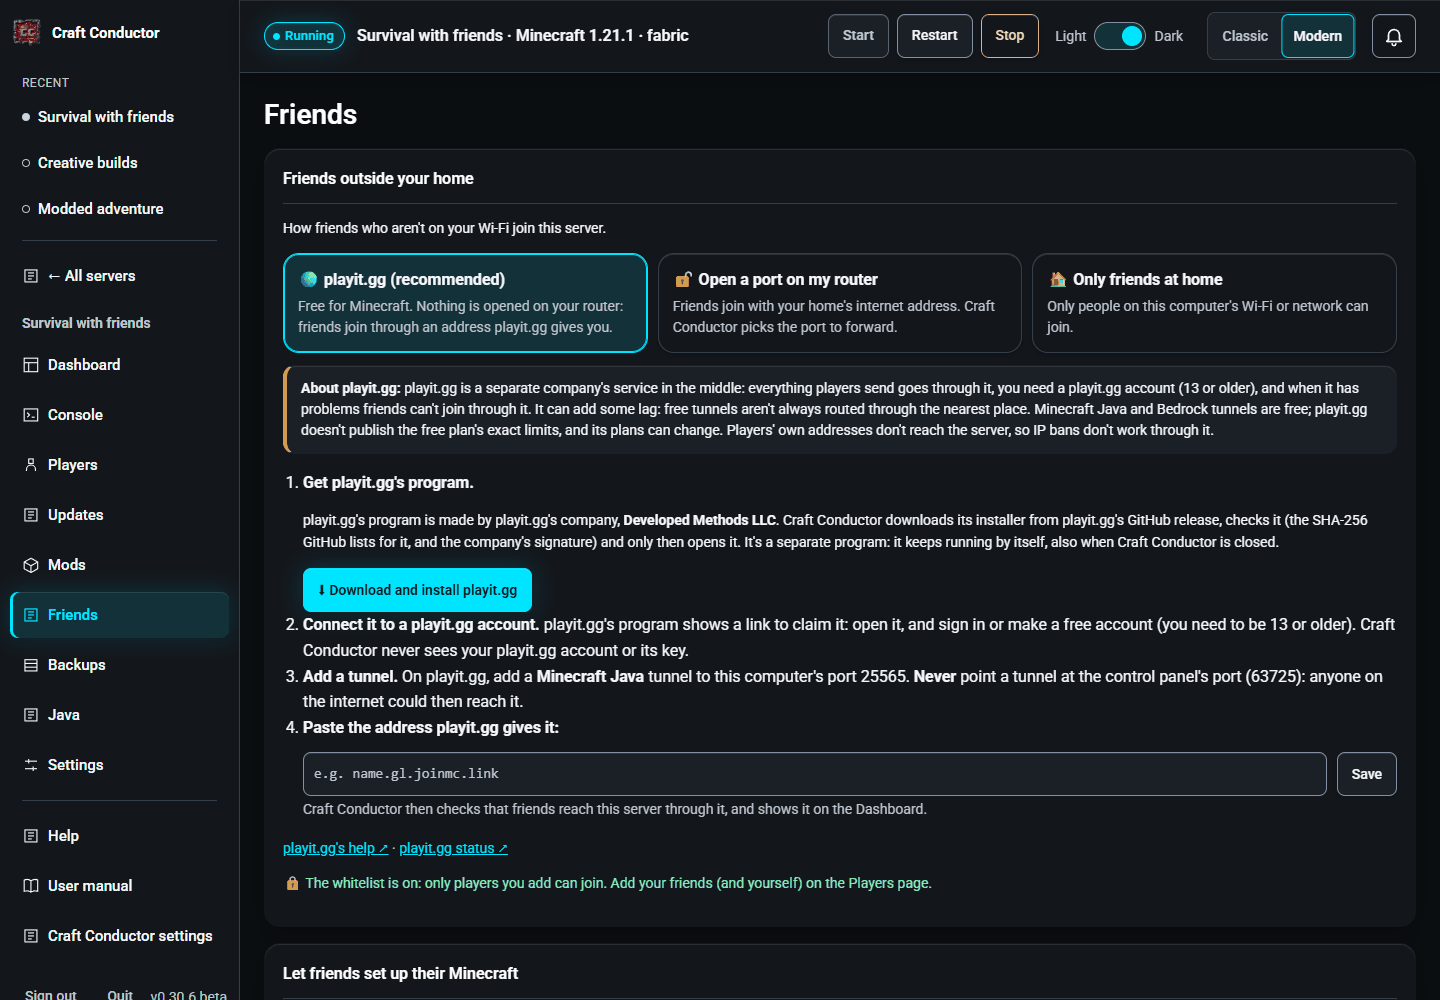 Craft Conductor
RECENT
Survival with friends
Creative builds
Modded adventure
← All servers
Survival with friends
Dashboard
Console
Players
Updates
Mods
Friends
Backups
Java
Settings
Help
User manual
Craft Conductor settings
Sign out Quit v0.30.6 beta
Running Survival with friends · Minecraft 1.21.1 · fabric Start Restart Stop Light Dark Classic Modern
Friends
Friends outside your home
How friends who aren't on your Wi-Fi join this server.
playit.gg (recommended)
Free for Minecraft. Nothing is opened on your router:
friends join through an address playit.gg gives you.
Open a port on my router
Friends join with your home's internet address. Craft
Conductor picks the port to forward.
Only friends at home
Only people on this computer's Wi-Fi or network can
join.
About playit.gg: playit.gg is a separate company's service in the middle: everything players send goes through it, you need a playit.gg account (13 or older), and when it has
problems friends can't join through it. It can add some lag: free tunnels aren't always routed through the nearest place. Minecraft Java and Bedrock tunnels are free; playit.gg
doesn't publish the free plan's exact limits, and its plans can change. Players' own addresses don't reach the server, so IP bans don't work through it.
1. Get playit.gg's program.
playit.gg's program is made by playit.gg's company, Developed Methods LLC. Craft Conductor downloads its installer from playit.gg's GitHub release, checks it (the SHA-256
GitHub lists for it, and the company's signature) and only then opens it. It's a separate program: it keeps running by itself, also when Craft Conductor is closed.
⬇ Download and install playit.gg
2. Connect it to a playit.gg account. playit.gg's program shows a link to claim it: open it, and sign in or make a free account (you need to be 13 or older). Craft
Conductor never sees your playit.gg account or its key.
3. Add a tunnel. On playit.gg, add a Minecraft Java tunnel to this computer's port 25565. Never point a tunnel at the control panel's port (63725): anyone on
the internet could then reach it.
4. Paste the address playit.gg gives it:
e.g. name.gl.joinmc.link Save
Craft Conductor then checks that friends reach this server through it, and shows it on the Dashboard.
playit.gg's help ↗ · playit.gg status ↗
The whitelist is on: only players you add can join. Add your friends (and yourself) on the Players page.
Let friends set up their Minecraft